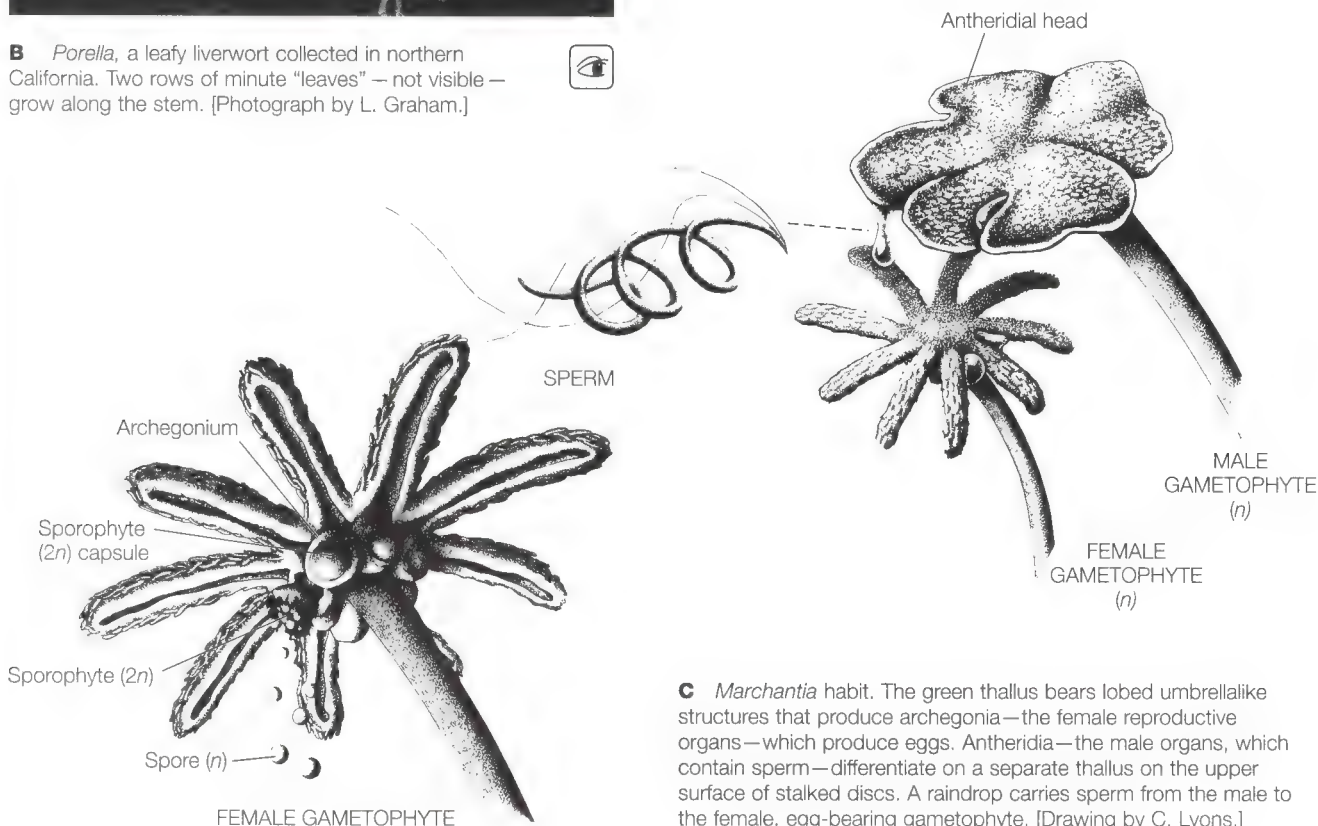 B Porella, a leafy liverwort collected in northern
California. Two rows of minute “leaves” – not visible –
grow along the stem. [Photograph by L. Graham.]
Antheridial head
SPERM
MALE
GAMETOPHYTE
(n)
FEMALE
GAMETOPHYTE
(n)
Archegonium
Sporophyte
(2n) capsule
Sporophyte (2n)
Spore (n)
FEMALE GAMETOPHYTE
C Marchantia habit. The green thallus bears lobed umbrellalike
structures that produce archegonia—the female reproductive
organs—which produce eggs. Antheridia—the male organs, which
contain sperm—differentiate on a separate thallus on the upper
surface of stalked discs. A raindrop carries sperm from the male to
the female, egg-bearing gametophyte. [Drawing by C. Lyons.]